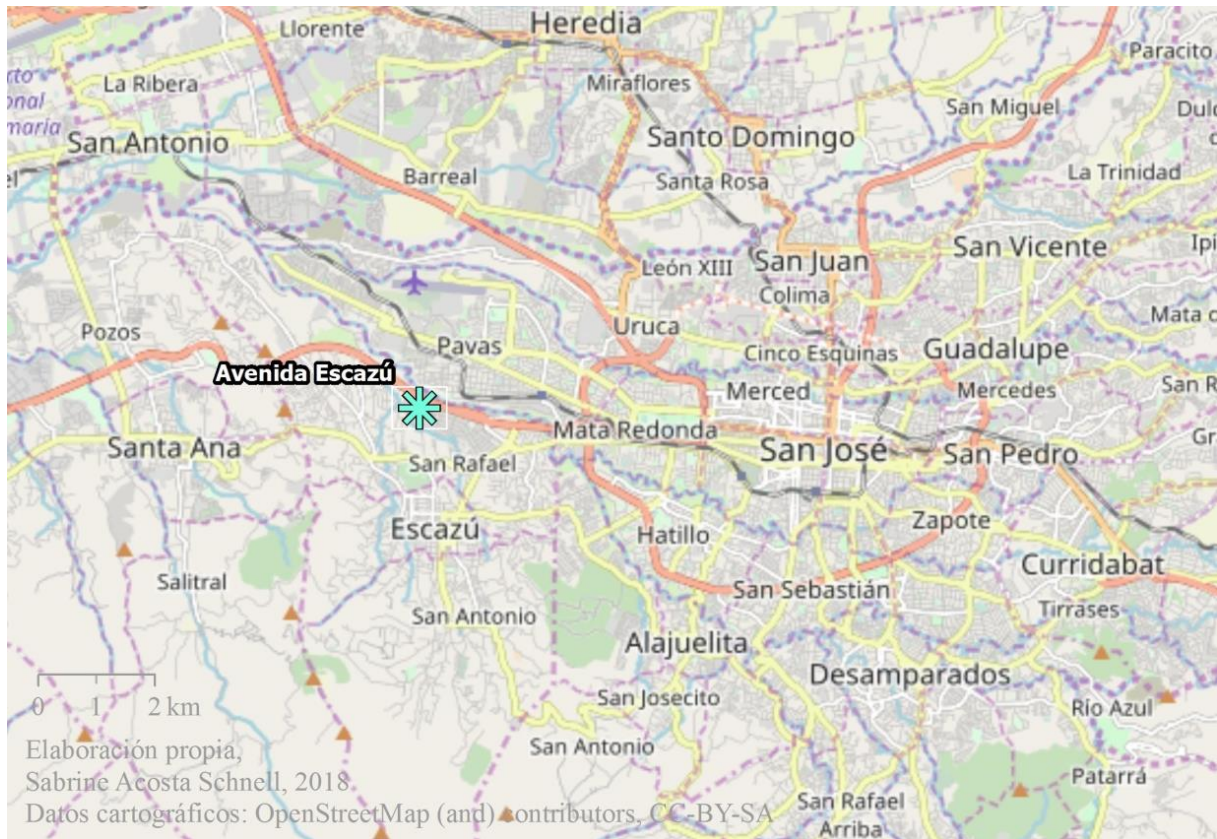 Heredia
Llorente
Paracito
La Ribera
Miraflores
San Miguel
San Antonio
Santo Domingo
Barreal
Santa Rosa
La Trinidad
León XIII
San Juan
San Vicente
Colima
Pozos
Uruca
Pavas
Cinco Esquinas
Guadalupe
Avenida Escazú
Merced
Mercedes
Santa Ana
Mata Redonda
San Rafael
San José
San Pedro
Escazú
Hatillo
Zapote
Salitral
San Sebastián
Curridabat
San Antonio
Tirrases
Alajuelita
Desamparados
San Josecito
Río Azul
0 1 2 km
San Antonio
Patarrá
Elaboración propia,
Sabrine Acosta Schnell, 2018
Datos cartográficos: OpenStreetMap (and) contributors, CC-BY-SA
San Rafael
Arriba